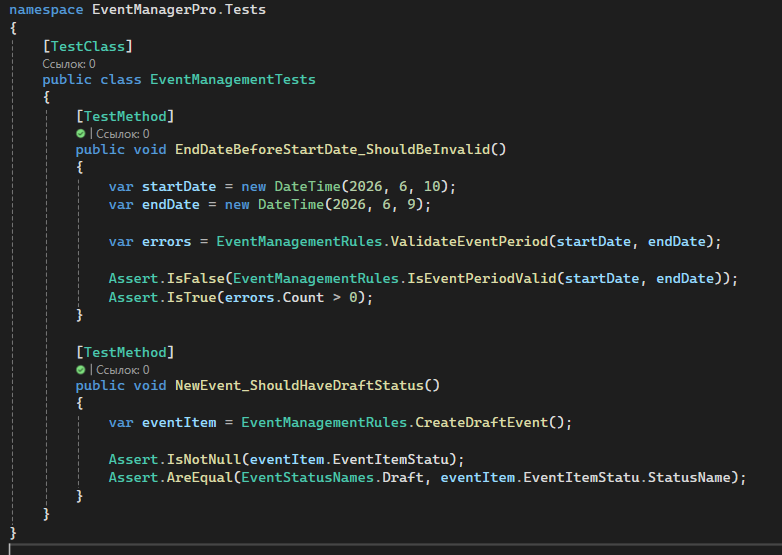 namespace EventManagerPro.Tests
{
[TestClass]
Ссылок: 0
public class EventManagementTests
{
[TestMethod]
| Ссылок: 0
public void EndDateBeforeStartDate_ShouldBeInvalid()
{
var startDate = new DateTime(2026, 6, 10);
var endDate = new DateTime(2026, 6, 9);
var errors = EventManagementRules.ValidateEventPeriod(startDate, endDate);
Assert.IsFalse(EventManagementRules.IsEventPeriodValid(startDate, endDate));
Assert.IsTrue(errors.Count > 0);
}
[TestMethod]
| Ссылок: 0
public void NewEvent_ShouldHaveDraftStatus()
{
var eventItem = EventManagementRules.CreateDraftEvent();
Assert.IsNotNull(eventItem.EventItemStatu);
Assert.AreEqual(EventStatusNames.Draft, eventItem.EventItemStatu.StatusName);
}
}
}